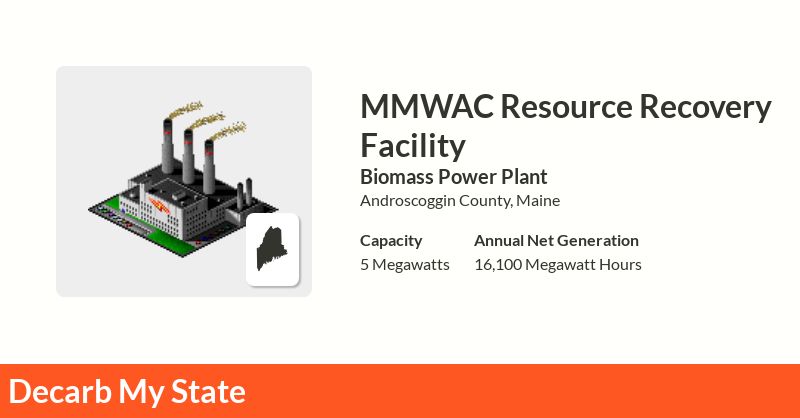 MMWAC Resource Recovery
Facility
Biomass Power Plant
Androscoggin County, Maine
Capacity
Annual Net Generation
5 Megawatts
16,100 Megawatt Hours
Decarb My State